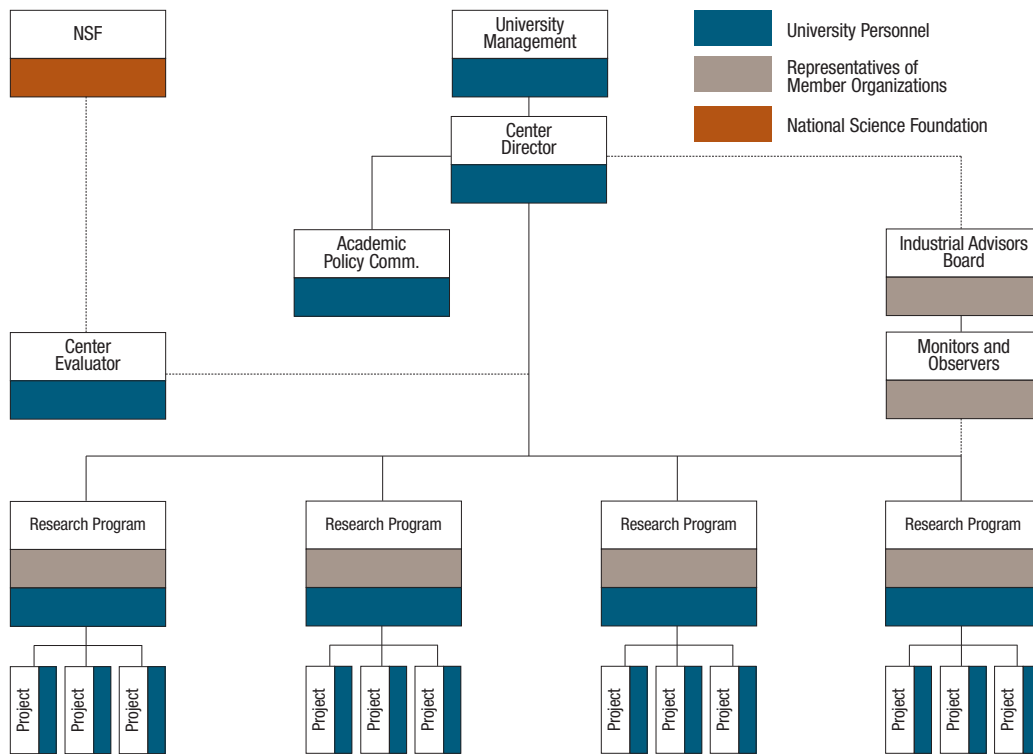 NSF
University
Management
University Personnel
Representatives of
Member Organizations
National Science Foundation
Center
Director
Academic
Policy Comm.
Industrial Advisors
Board
Center
Evaluator
Monitors and
Observers
Research Program
Research Program
Research Program
Research Program
Project
Project
Project
Project
Project
Project
Project
Project
Project
Project
Project
Project